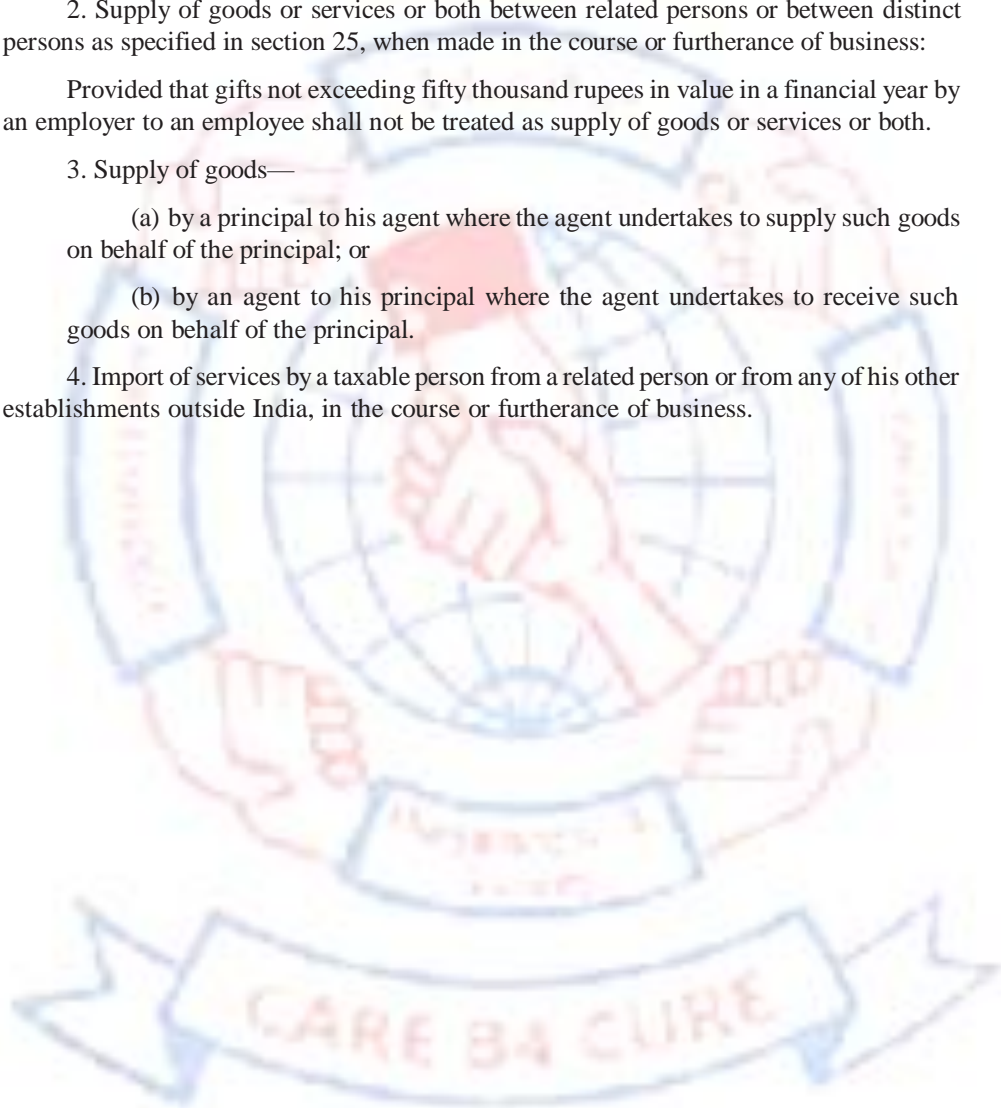 2. Supply of goods or services or both between related persons or between distinct
persons as specified in section 25, when made in the course or furtherance of business:
Provided that gifts not exceeding fifty thousand rupees in value in a financial year by
an employer to an employee shall not be treated as supply of goods or services or both.
3. Supply of goods—
(a) by a principal to his agent where the agent undertakes to supply such goods
on behalf of the principal; or
(b) by an agent to his principal where the agent undertakes to receive such
goods on behalf of the principal.
4. Import of services by a taxable person from a related person or from any of his other
establishments outside India, in the course or furtherance of business.
CARE B4 CURE